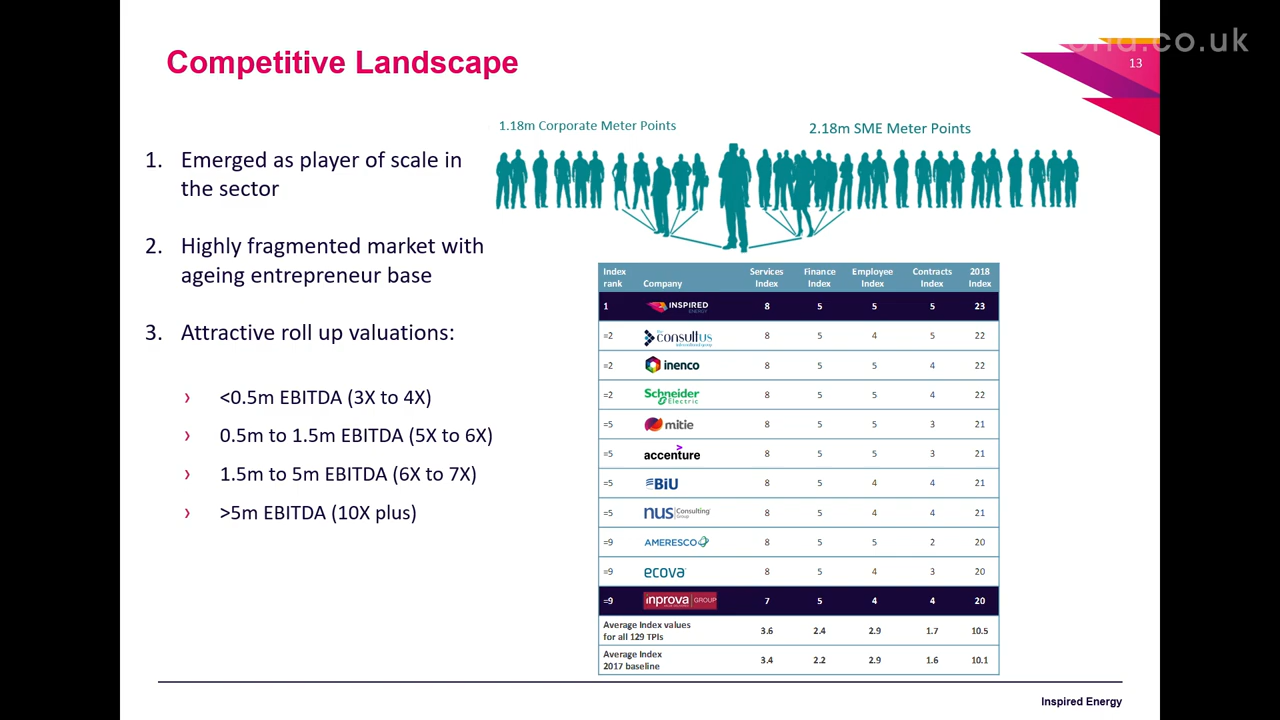 Competitive Landscape
.co.uk
13
1.18m Corporate Meter Points
2.18m SME Meter Points
1. Emerged as player of scale in
the sector
2. Highly fragmented market with
ageing entrepreneur base
3. Attractive roll up valuations:
› <0.5m EBITDA (3X to 4X)
› 0.5m to 1.5m EBITDA (5X to 6X)
› 1.5m to 5m EBITDA (6X to 7X)
› >5m EBITDA (10X plus)
Index rank Company Services Index Finance Index Employee Index Contracts Index 2018 Index
1 INSPIRED ENERGY 8 5 5 5 23
=2 consultus 8 5 4 5 22
=2 inenco 8 5 5 4 22
=2 Schneider Electric 8 5 5 4 22
=5 mitie 8 5 5 3 21
=5 accenture 8 5 5 3 21
=5 BiU 8 5 4 4 21
=5 nus Consulting Group 8 5 4 4 21
=9 AMERESCO 8 5 5 2 20
=9 ecova 8 5 4 3 20
=9 inprova GROUP 7 5 4 4 20
Average Index values
for all 129 TPIs 3.6 2.4 2.9 1.7 10.5
Average Index
2017 baseline 3.4 2.2 2.9 1.6 10.1
Inspired Energy